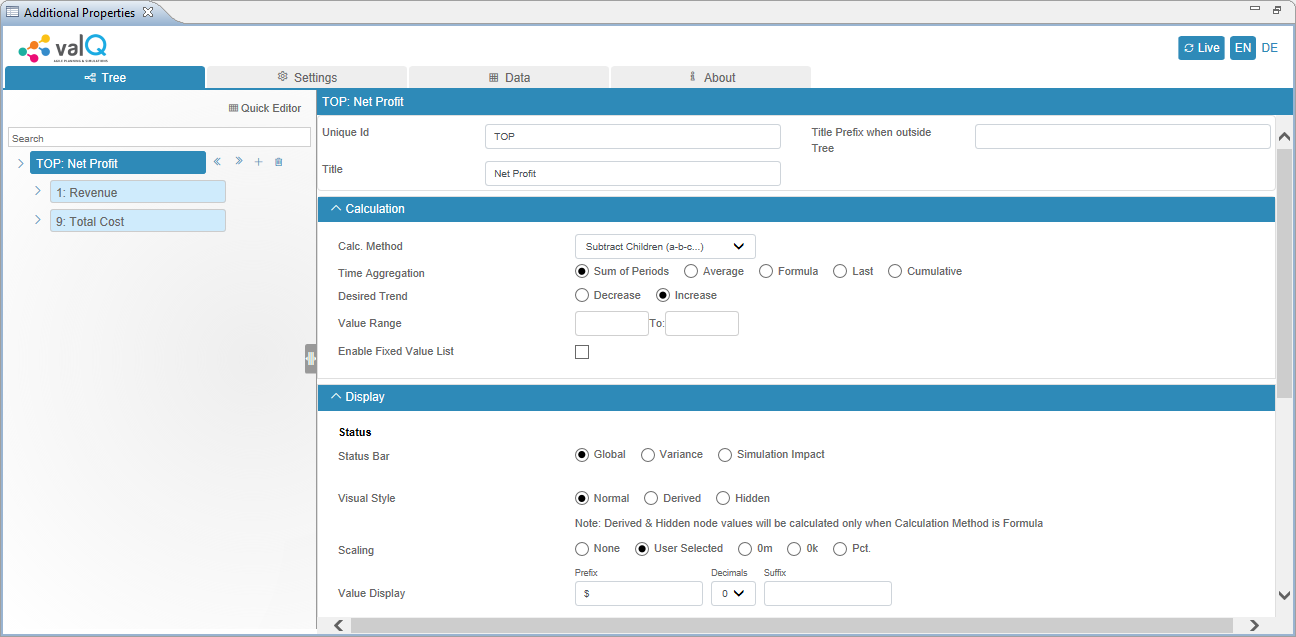 Additional Properties
valQ
AGILE PLANNING & SIMULATIONS
Live EN DE
Tree Settings Data About
Quick Editor
Search
TOP: Net Profit
1: Revenue
9: Total Cost
TOP: Net Profit
Unique Id TOP Title Prefix when outside
Tree
Title Net Profit
Calculation
Calc. Method Subtract Children (a-b-c...)
Time Aggregation Sum of Periods Average Formula Last Cumulative
Desired Trend Decrease Increase
Value Range To:
Enable Fixed Value List
Display
Status
Status Bar Global Variance Simulation Impact
Visual Style Normal Derived Hidden
Note: Derived & Hidden node values will be calculated only when Calculation Method is Formula
Scaling None User Selected 0m 0k Pct.
Prefix Decimals Suffix
Value Display $ 0